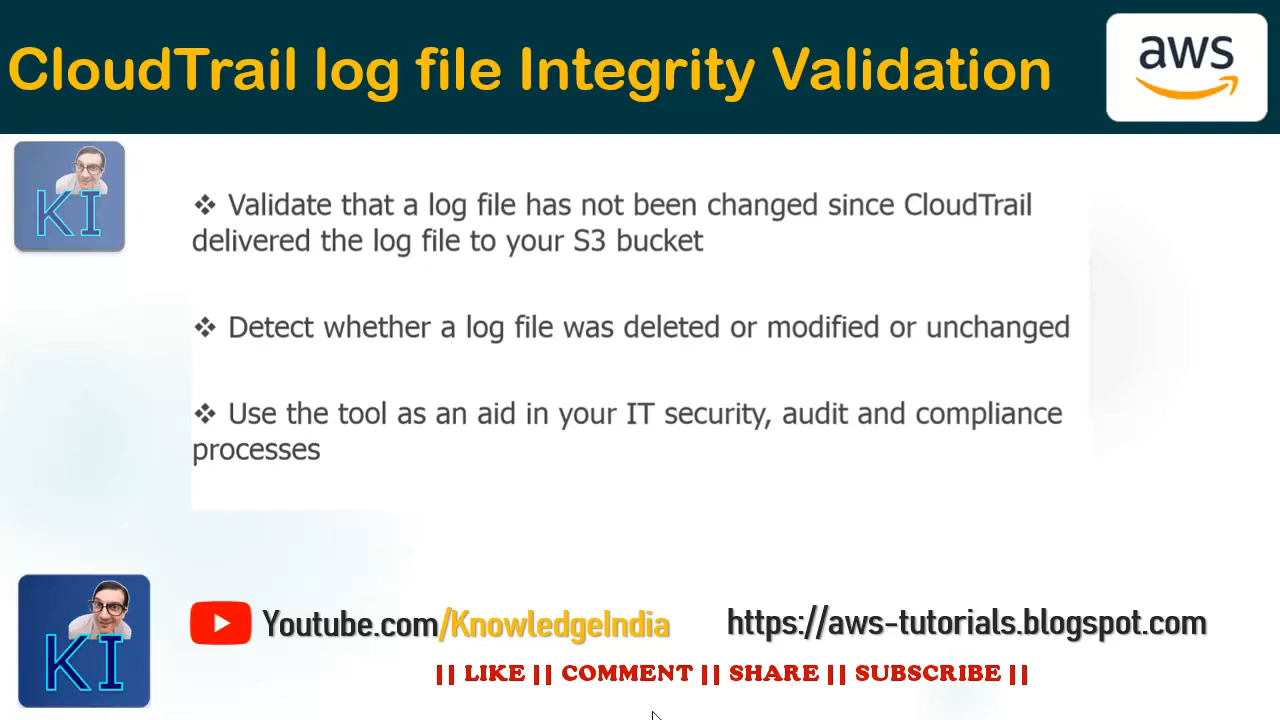 CloudTrail log file Integrity Validation
aws
KI
❖ Validate that a log file has not been changed since CloudTrail
delivered the log file to your S3 bucket
❖ Detect whether a log file was deleted or modified or unchanged
❖ Use the tool as an aid in your IT security, audit and compliance
processes
KI
Youtube.com/KnowledgeIndia
https://aws-tutorials.blogspot.com
|| LIKE || COMMENT || SHARE || SUBSCRIBE ||